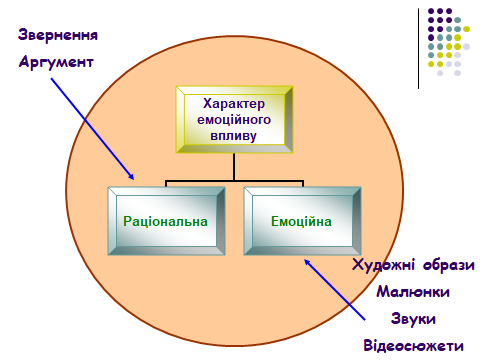 Звернення
Аргумент
Характер
емоційного
впливу
Раціональна
Емоційна
Художні образи
Малюнки
Звуки
Відеосюжети